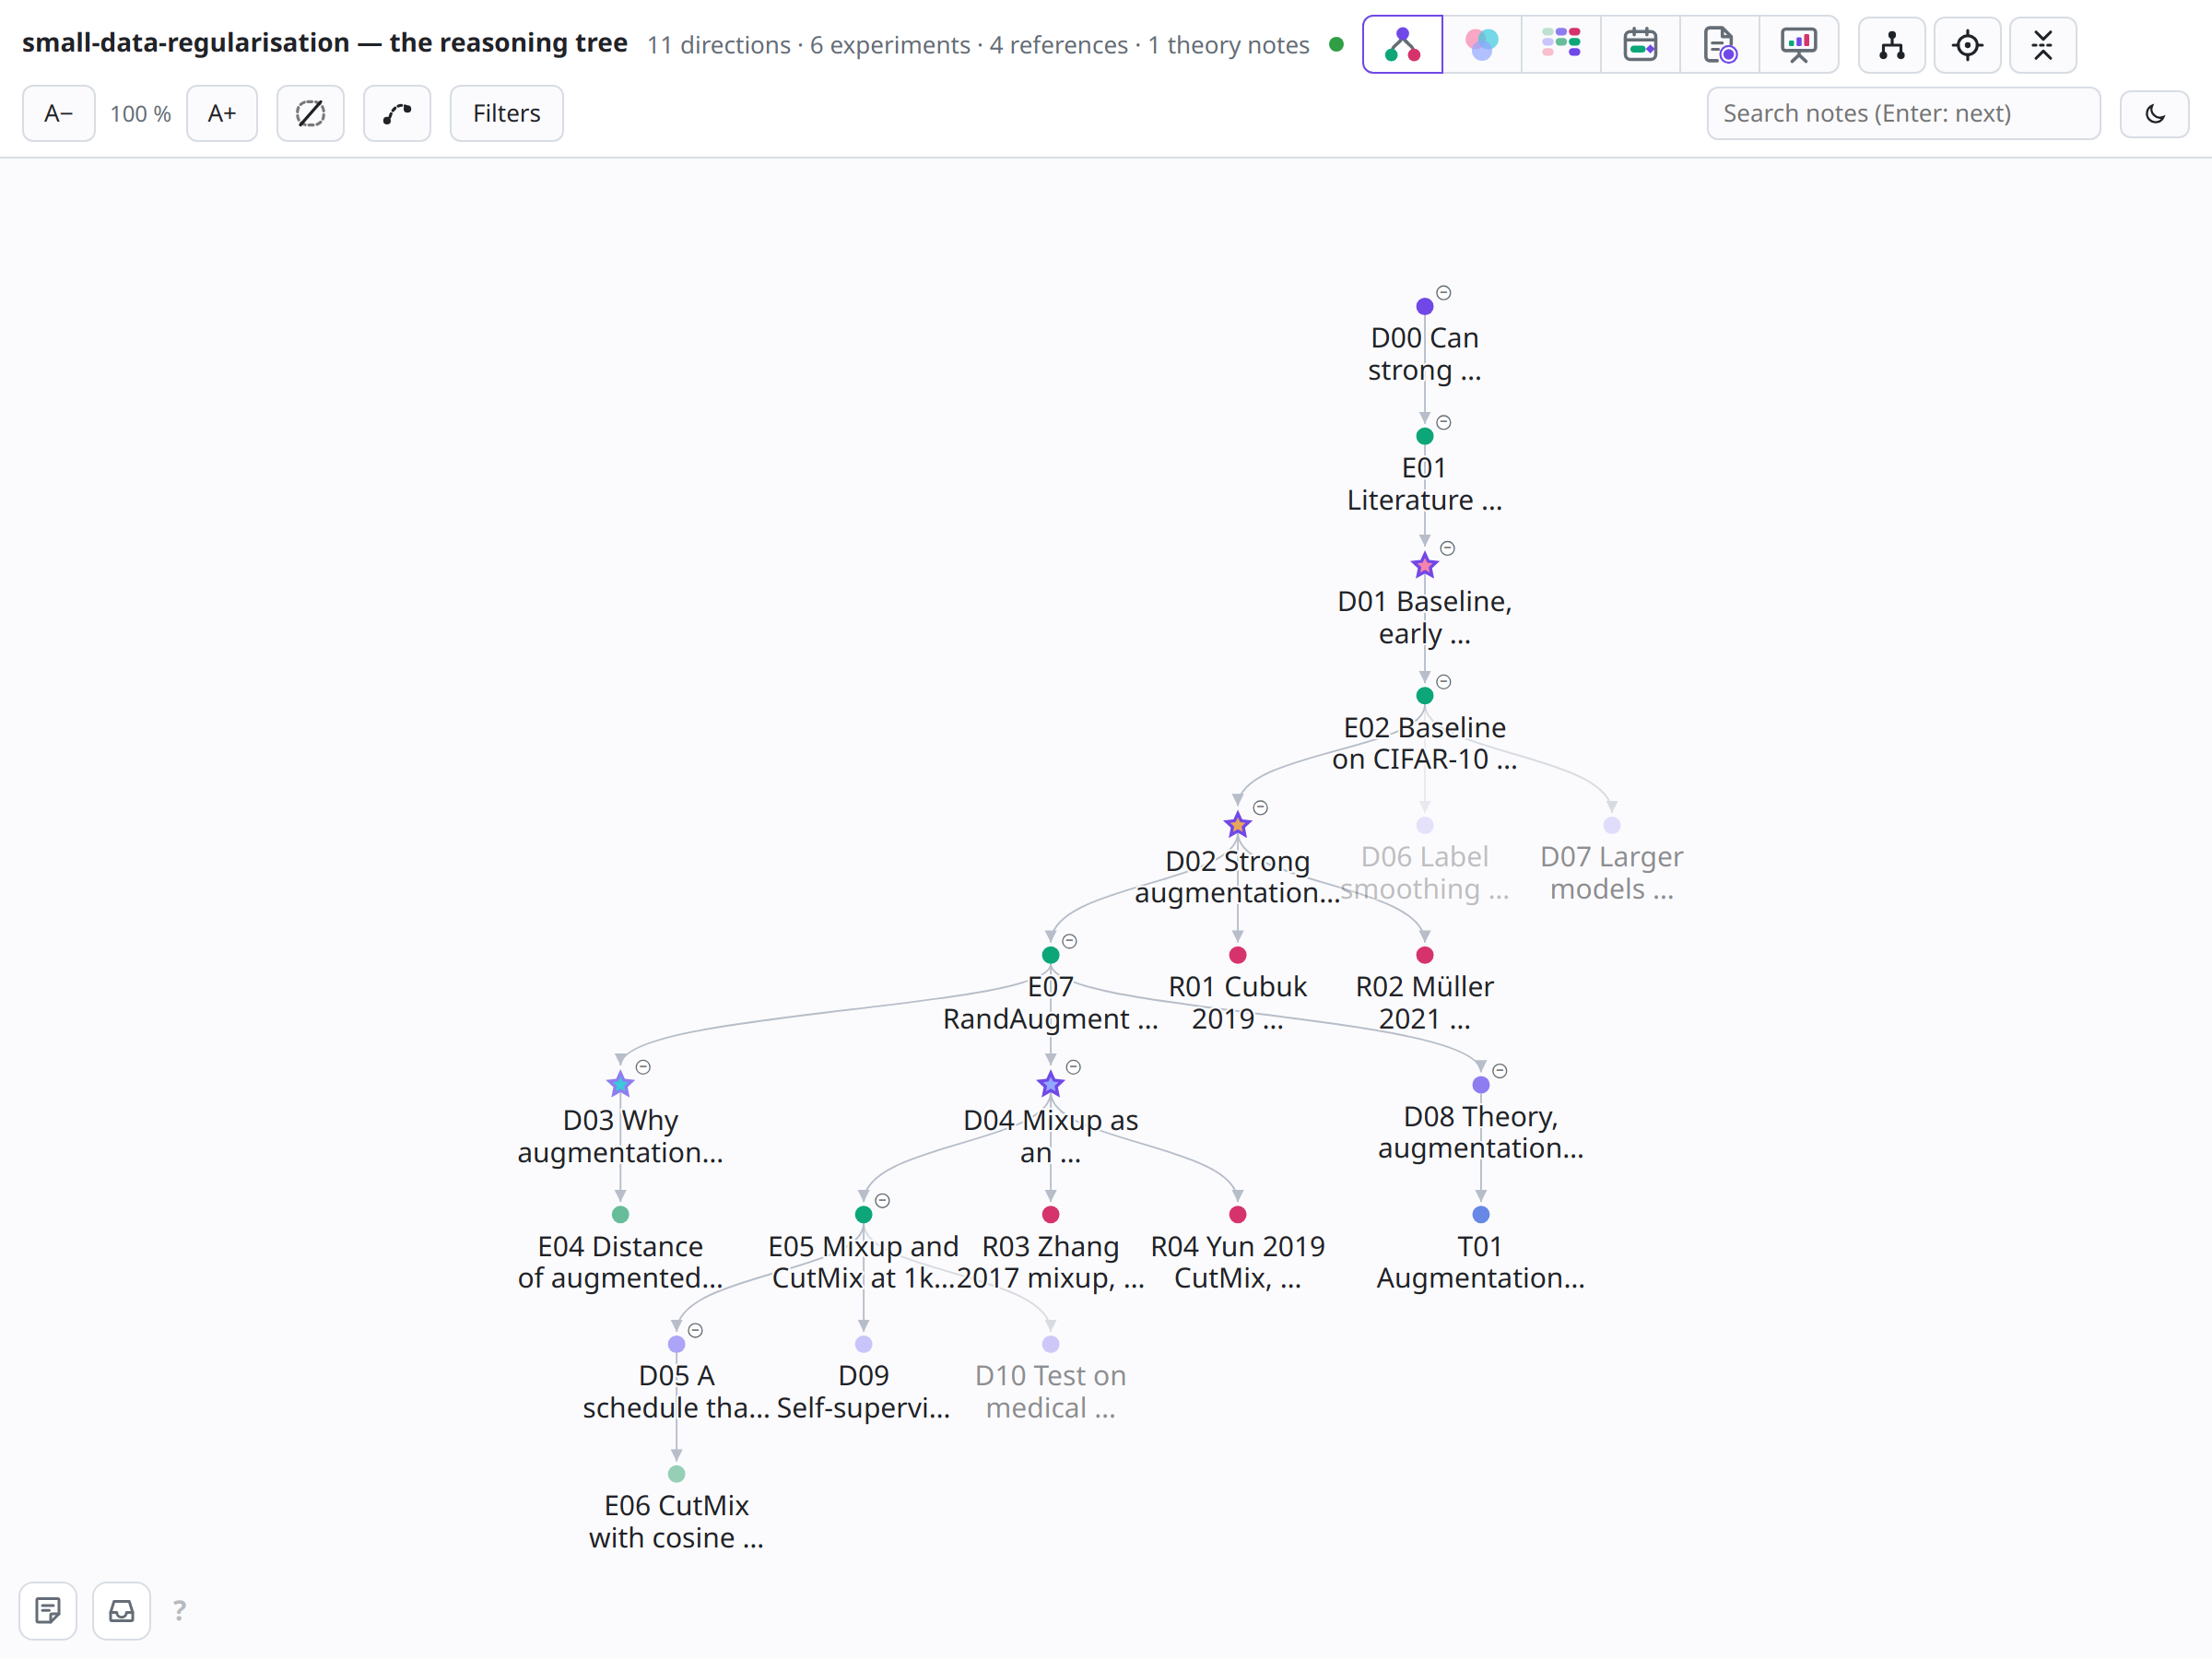 small-data-regularisation — the reasoning tree
11 directions · 6 experiments · 4 references · 1 theory notes
A−
100 %
A+
Filters
Search notes (Enter: next)
D00 Can
strong ...
E01
Literature ...
D01 Baseline,
early ...
E02 Baseline
on CIFAR-10 ...
D02 Strong
augmentation...
D06 Label
smoothing ...
D07 Larger
models ...
E07
RandAugment ...
R01 Cubuk
2019 ...
R02 Müller
2021 ...
D03 Why
augmentation...
D04 Mixup as
an ...
D08 Theory,
augmentation...
E04 Distance
of augmented...
E05 Mixup and
CutMix at 1k...
R03 Zhang
2017 mixup, ...
R04 Yun 2019
CutMix, ...
T01
Augmentation...
D05 A
schedule tha...
D09
Self-supervi...
D10 Test on
medical ...
E06 CutMix
with cosine ...
?